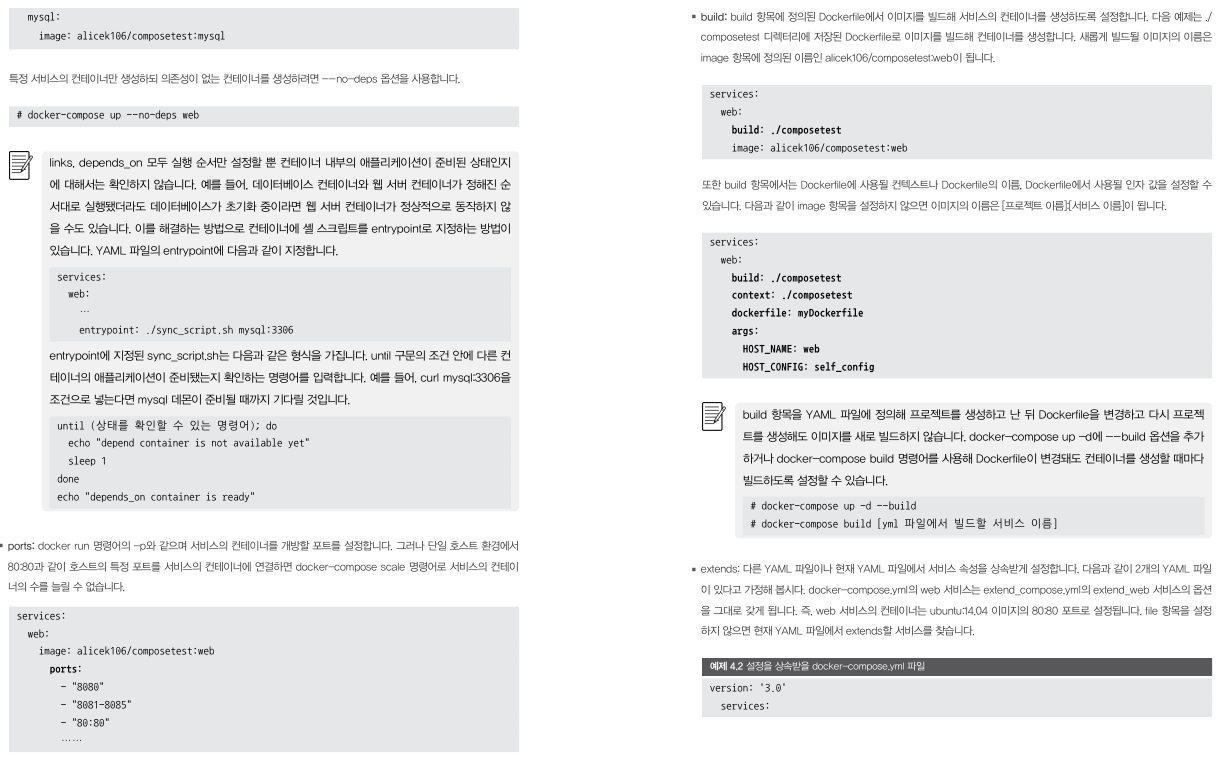 mysql:
image: alicek106/composetest:mysql
특정 서비스의 컨테이너만 생성하되 의존성이 없는 컨테이너를 생성하려면 --no-deps 옵션을 사용합니다.
# docker-compose up --no-deps web
links, depends_on 모두 실행 순서만 설정할 뿐 컨테이너 내부의 애플리케이션이 준비된 상태인지
에 대해서는 확인하지 않습니다. 예를 들어, 데이터베이스 컨테이너와 웹 서버 컨테이너가 정해진 순
서대로 실행됐더라도 데이터베이스가 초기화 중이라면 웹 서버 컨테이너가 정상적으로 동작하지 않
을 수도 있습니다. 이를 해결하는 방법으로 컨테이너에 셸 스크립트를 entrypoint로 지정하는 방법이
있습니다. YAML 파일의 entrypoint에 다음과 같이 지정합니다.
services:
web:
...
entrypoint: ./sync_script.sh mysql:3306
entrypoint에 지정된 sync_script.sh는 다음과 같은 형식을 가집니다. until 구문의 조건 안에 다른 컨
테이너의 애플리케이션이 준비됐는지 확인하는 명령어를 입력합니다. 예를 들어, curl mysql:3306을
조건으로 넣는다면 mysql 데몬이 준비될 때까지 기다릴 것입니다.
until (상태를 확인할 수 있는 명령어); do
echo "depend container is not available yet"
sleep 1
done
echo "depends_on container is ready"
▪ ports: docker run 명령어의 -p와 같으며 서비스의 컨테이너를 개방할 포트를 설정합니다. 그러나 단일 호스트 환경에서
80:80과 같이 호스트의 특정 포트를 서비스의 컨테이너에 연결하면 docker-compose scale 명령어로 서비스의 컨테이
너의 수를 늘릴 수 없습니다.
services:
web:
image: alicek106/composetest:web
ports:
- "8080"
- "8081-8085"
- "80:80"
......
▪ build: build 항목에 정의된 Dockerfile에서 이미지를 빌드해 서비스의 컨테이너를 생성하도록 설정합니다. 다음 예제는 ./
composetest 디렉터리에 저장된 Dockerfile로 이미지를 빌드해 컨테이너를 생성합니다. 새롭게 빌드될 이미지의 이름은
image 항목에 정의된 이름인 alicek106/composetest:web이 됩니다.
services:
web:
build: ./composetest
image: alicek106/composetest:web
또한 build 항목에서는 Dockerfile에 사용될 컨텍스트나 Dockerfile의 이름, Dockerfile에서 사용될 인자 값을 설정할 수
있습니다. 다음과 같이 image 항목을 설정하지 않으면 이미지의 이름은 [프로젝트 이름]:[서비스 이름]이 됩니다.
services:
web:
build: ./composetest
context: ./composetest
dockerfile: myDockerfile
args:
HOST_NAME: web
HOST_CONFIG: self_config
build 항목을 YAML 파일에 정의해 프로젝트를 생성하고 난 뒤 Dockerfile을 변경하고 다시 프로젝
트를 생성해도 이미지를 새로 빌드하지 않습니다. docker-compose up -d에 --build 옵션을 추가
하거나 docker-compose build 명령어를 사용해 Dockerfile이 변경돼도 컨테이너를 생성할 때마다
빌드하도록 설정할 수 있습니다.
# docker-compose up -d --build
# docker-compose build [yml 파일에서 빌드할 서비스 이름]
▪ extends: 다른 YAML 파일이나 현재 YAML 파일에서 서비스 속성을 상속받게 설정합니다. 다음과 같이 2개의 YAML 파일
이 있다고 가정해 봅시다. docker-compose.yml의 web 서비스는 extend_compose.yml의 extend_web 서비스의 옵션
을 그대로 갖게 됩니다. 즉, web 서비스의 컨테이너는 ubuntu:14.04 이미지의 80:80 포트로 설정됩니다. file 항목을 설정
하지 않으면 현재 YAML 파일에서 extends할 서비스를 찾습니다.
예제 4.2 설정을 상속받을 docker-compose.yml 파일
version: '3.0'
services: